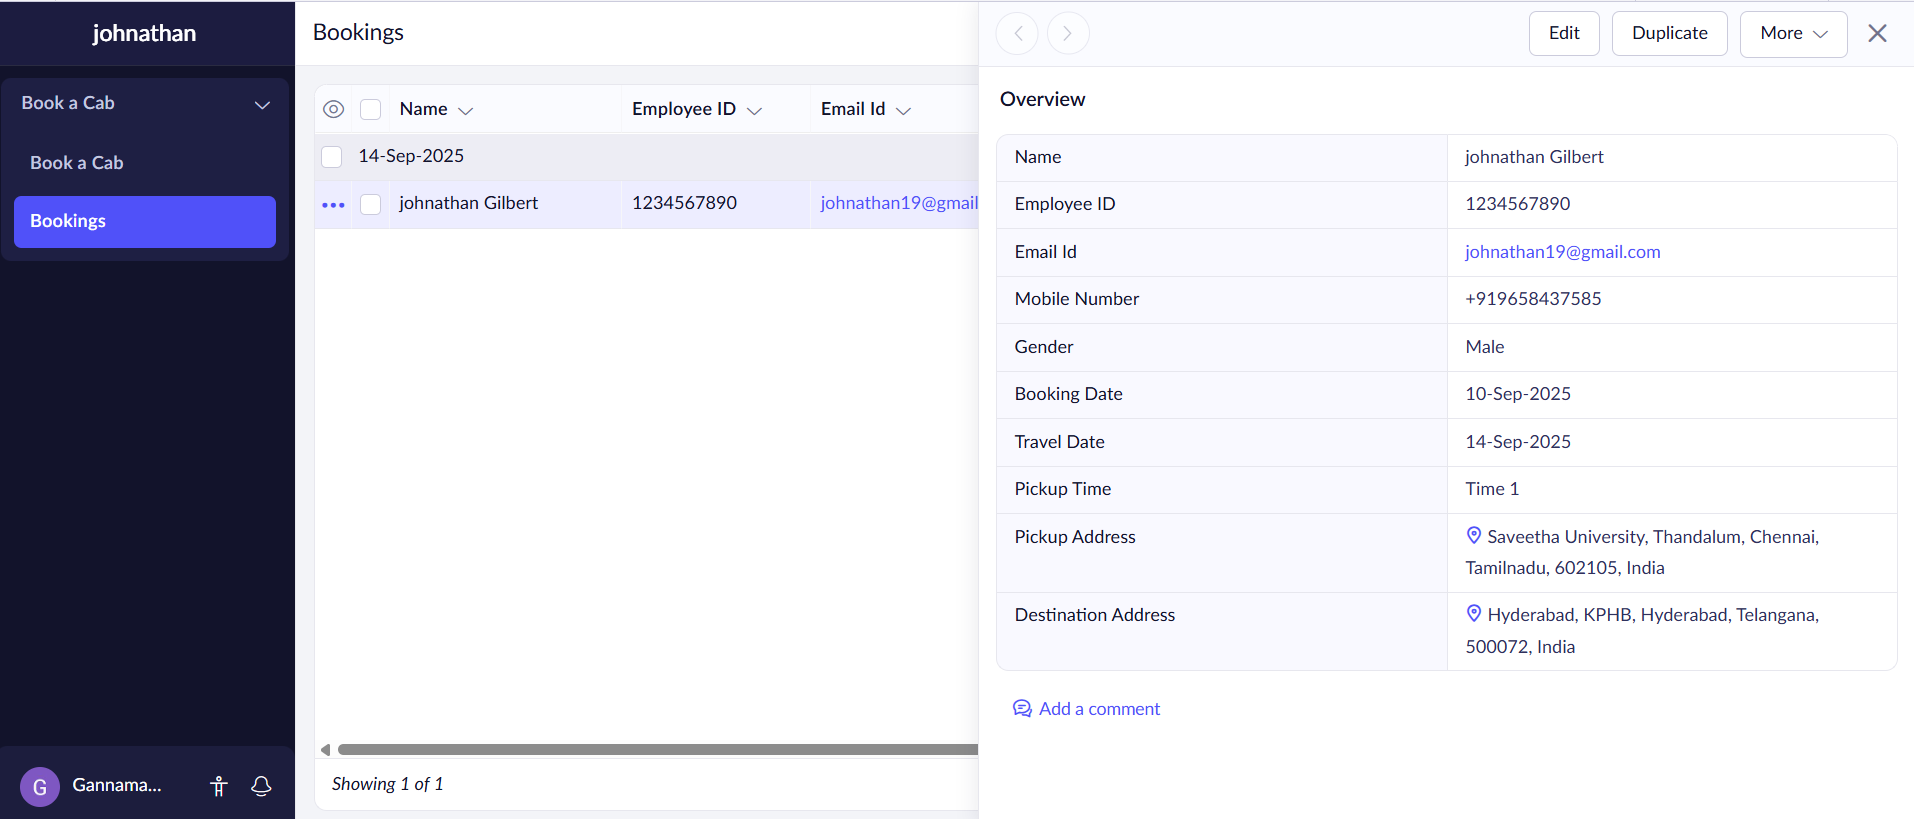 johnathan
Book a Cab
Book a Cab
Bookings
G Gannama...
Bookings
Name Employee ID Email Id
14-Sep-2025
johnathan Gilbert 1234567890 johnathan19@gmail
Showing 1 of 1
Edit Duplicate More
Overview
Name johnathan Gilbert
Employee ID 1234567890
Email Id johnathan19@gmail.com
Mobile Number +919658437585
Gender Male
Booking Date 10-Sep-2025
Travel Date 14-Sep-2025
Pickup Time Time 1
Pickup Address Saveetha University, Thandalum, Chennai,
Tamilnadu, 602105, India
Destination Address Hyderabad, KPHB, Hyderabad, Telangana,
500072, India
Add a comment